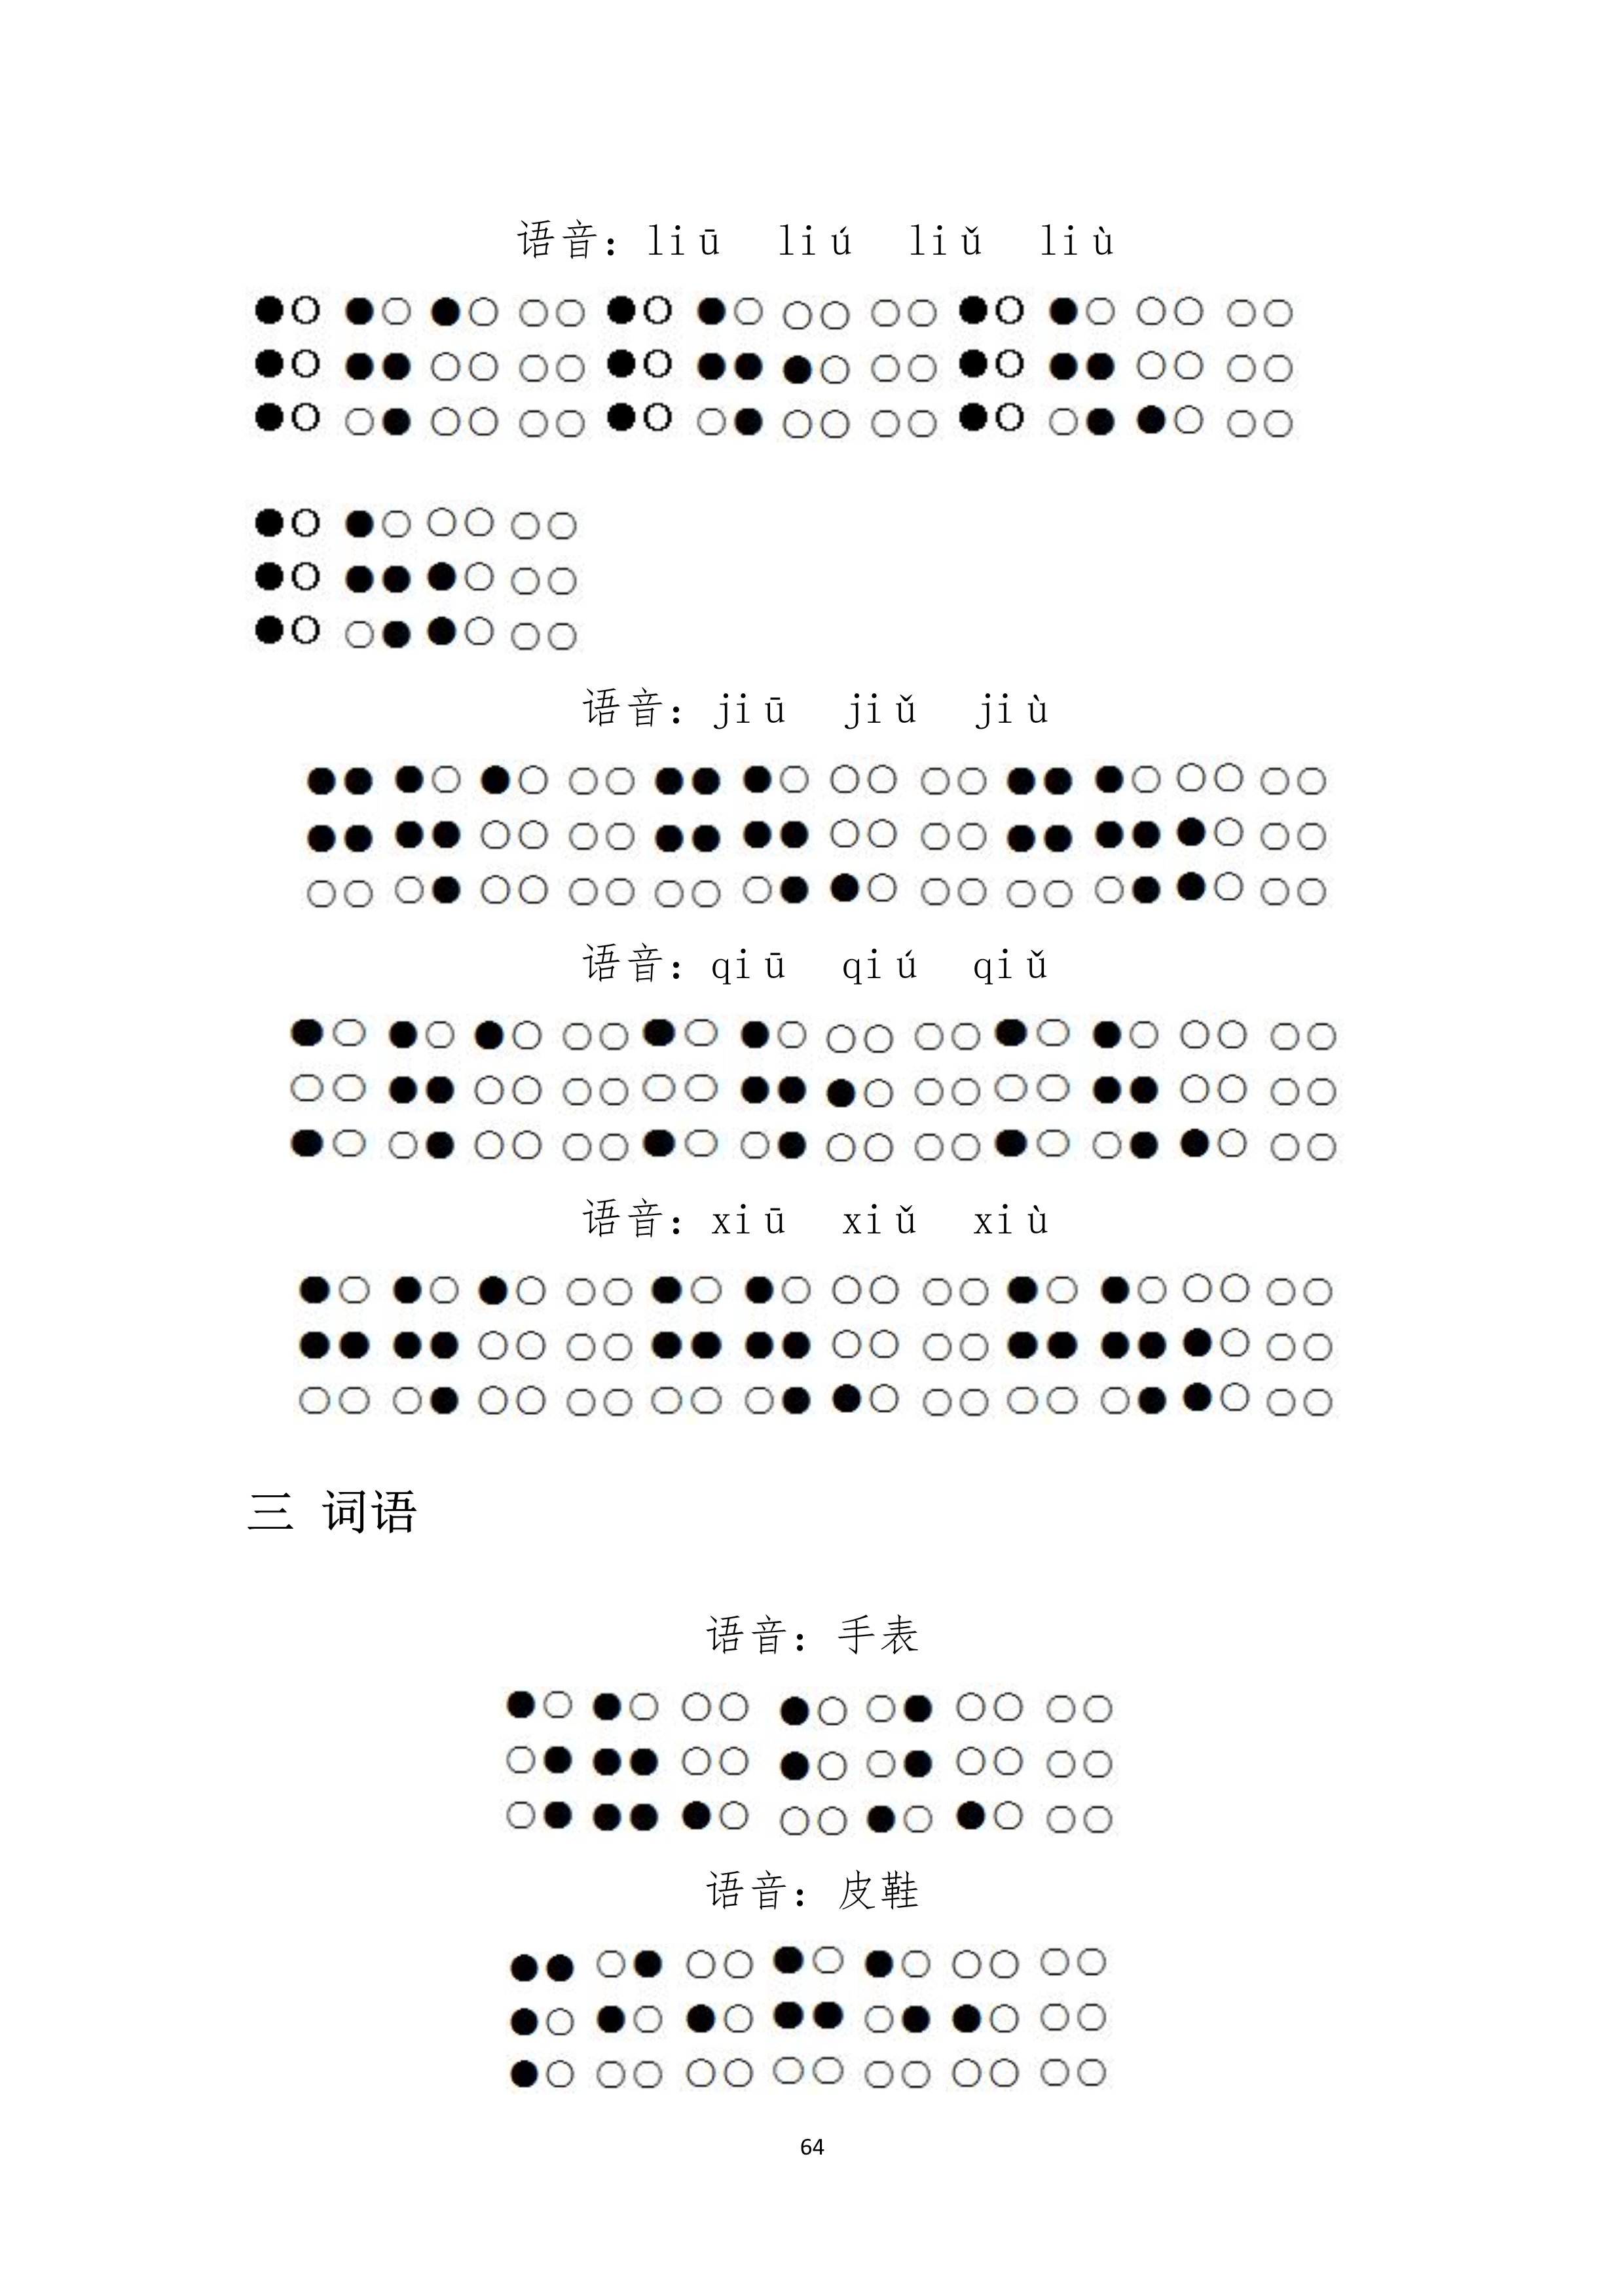 语音：liū liú liǔ liù
⠇⠳⠁⠀⠇⠳⠂⠀⠇⠳⠄⠀
⠇⠳⠆⠀
语音：jiū jiǔ jiù
⠛⠳⠁⠀⠛⠳⠄⠀⠛⠳⠆⠀
语音：qiū qiú qiǔ
⠅⠳⠁⠀⠅⠳⠂⠀⠅⠳⠄⠀
语音：xiū xiǔ xiù
⠓⠳⠁⠀⠓⠳⠄⠀⠓⠳⠆⠀
三 词语
语音：手表
⠱⠷⠄⠃⠜⠄⠀
语音：皮鞋
⠏⠊⠂⠓⠑⠂⠀
64